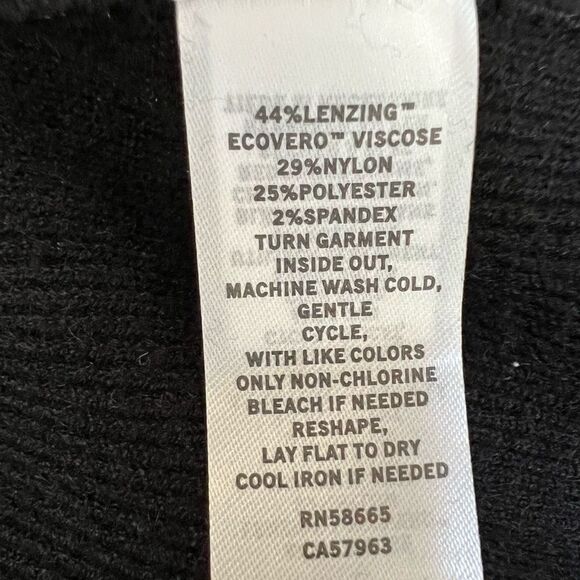 44%LENZING™
ECOVERO™ VISCOSE
29%NYLON
25%POLYESTER
2%SPANDEX
TURN GARMENT
INSIDE OUT,
MACHINE WASH COLD,
GENTLE
CYCLE,
WITH LIKE COLORS
ONLY NON-CHLORINE
BLEACH IF NEEDED
RESHAPE,
LAY FLAT TO DRY
COOL IRON IF NEEDED
RN58665
CA57963